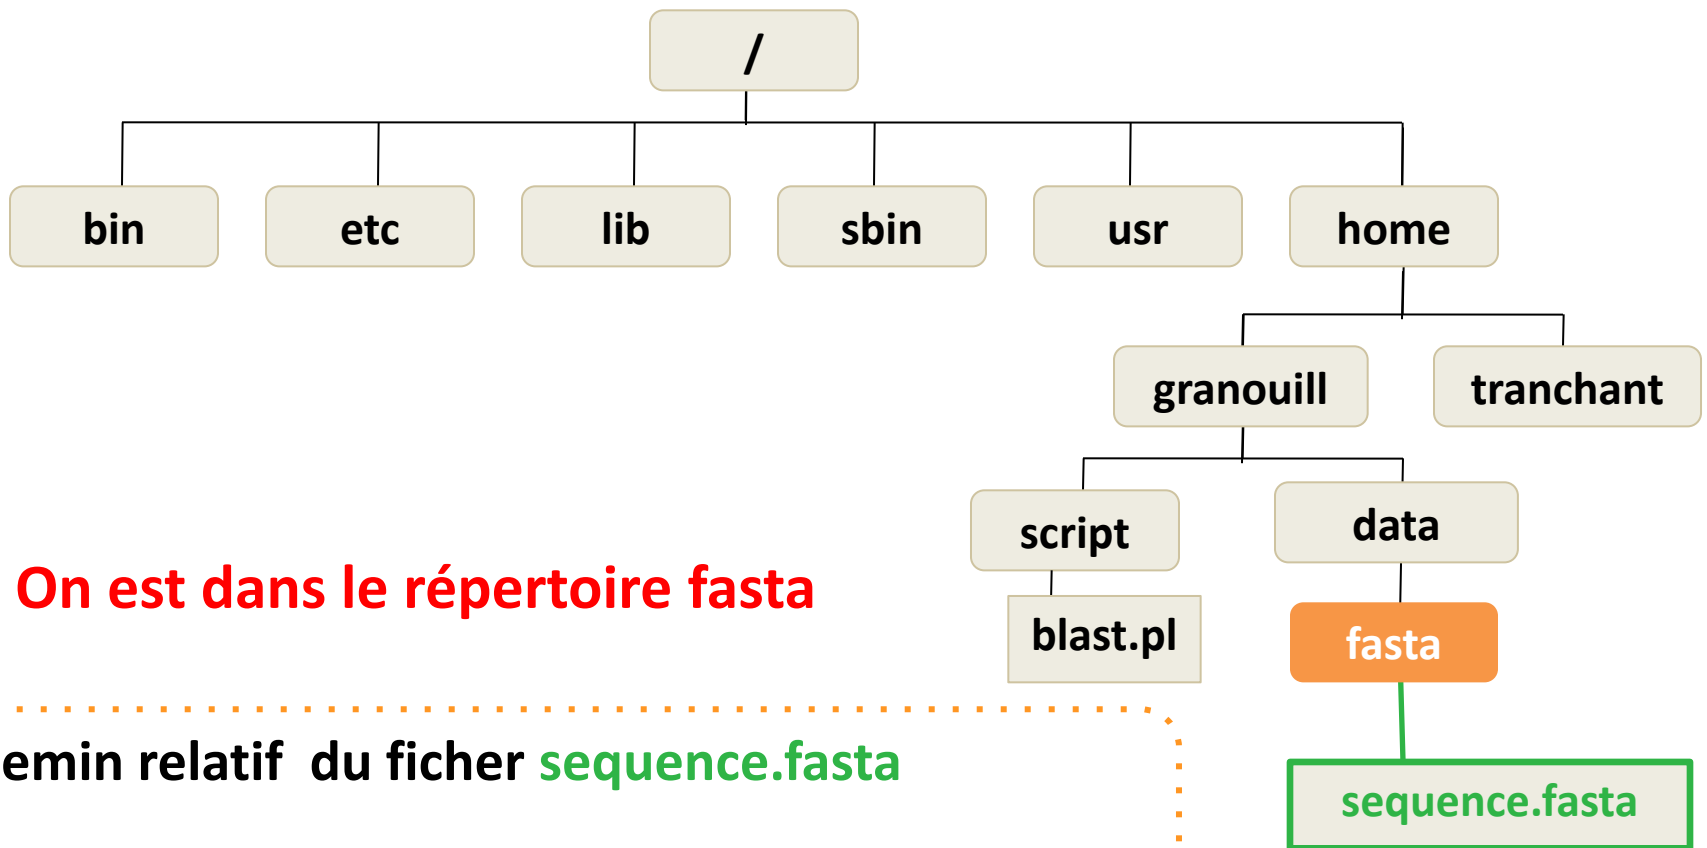 /
bin etc lib sbin usr home
granouill tranchant
script data
On est dans le répertoire fasta
blast.pl fasta
emin relatif du ficher sequence.fasta
sequence.fasta